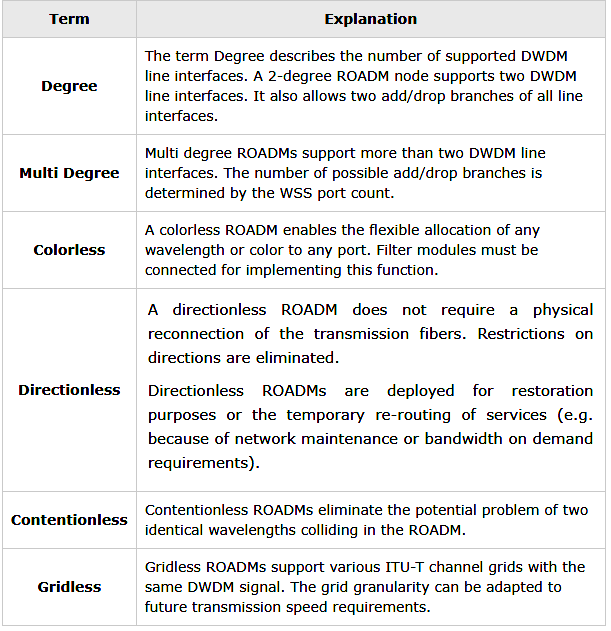 Term
Explanation
Degree
The term Degree describes the number of supported DWDM
line interfaces. A 2-degree ROADM node supports two DWDM
line interfaces. It also allows two add/drop branches of all line
interfaces.
Multi Degree
Multi degree ROADMs support more than two DWDM line
interfaces. The number of possible add/drop branches is
determined by the WSS port count.
Colorless
A colorless ROADM enables the flexible allocation of any
wavelength or color to any port. Filter modules must be
connected for implementing this function.
Directionless
A directionless ROADM does not require a physical
reconnection of the transmission fibers. Restrictions on
directions are eliminated.
Directionless ROADMs are deployed for restoration
purposes or the temporary re-routing of services (e.g.
because of network maintenance or bandwidth on demand
requirements).
Contentionless
Contentionless ROADMs eliminate the potential problem of two
identical wavelengths colliding in the ROADM.
Gridless
Gridless ROADMs support various ITU-T channel grids with the
same DWDM signal. The grid granularity can be adapted to
future transmission speed requirements.